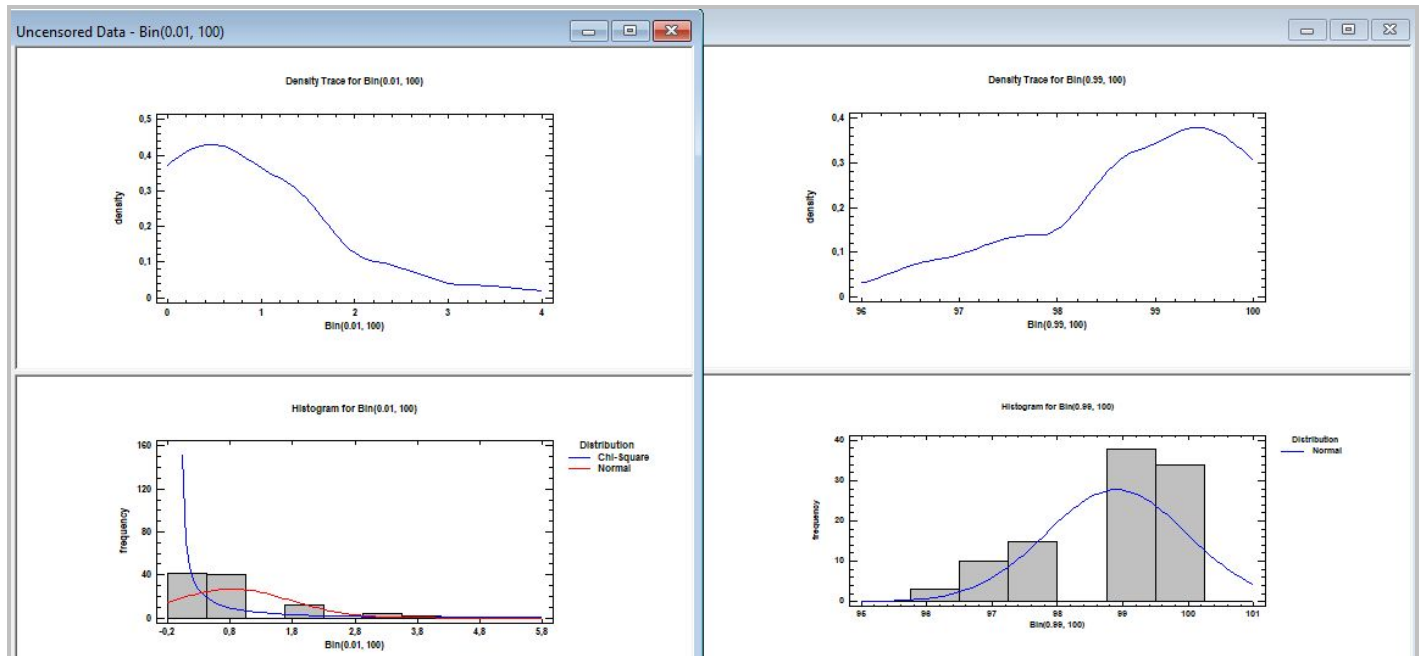 Uncensored Data - Bin(0.01, 100)
Density Trace for Bin(0.01, 100)
0,5
0,4
0,3
0,2
0,1
0
density
0 1 2 3 4
Bin(0.01, 100)
Density Trace for Bin(0.99, 100)
0,4
0,3
0,2
0,1
0
density
96 97 98 99 100
Bin(0.99, 100)
Histogram for Bin(0.01, 100)
160
120
80
40
0
frequency
-0,2 0,8 1,8 2,8 3,8 4,8 5,8
Bin(0.01, 100)
Distribution
Chi-Square
Normal
Histogram for Bin(0.99, 100)
40
30
20
10
0
frequency
95 96 97 98 99 100 101
Bin(0.99, 100)
Distribution
Normal